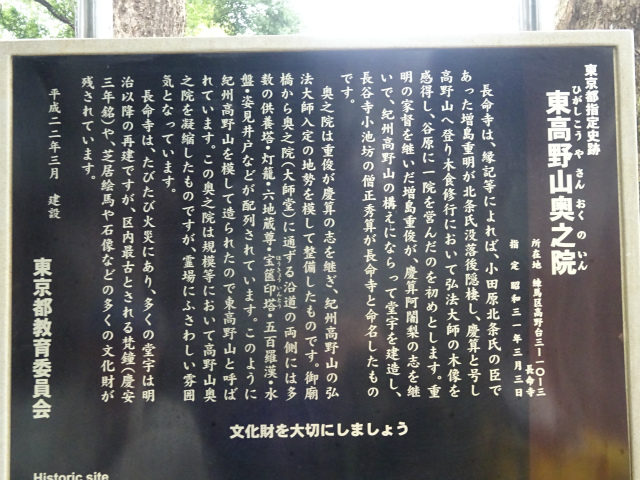 東京都指定史跡
ひがしこうやさんおくのいん
東高野山奥之院
所在地 練馬区高野台三―一〇―三
長命寺
指定 昭和三一年三月三日
長命寺は、縁記等によれば、小田原北条氏の臣で
あった増島重明が北条氏没落後隠棲し、慶算と号し
高野山へ登り木食修行において弘法大師の木像を
感得し、谷原に一院を営んだのを初めとします。重
明の家督を継いだ増島重俊が、慶算阿闍梨の志を継
いで、紀州高野山の構えにならって堂宇を建造し、
長谷寺小池坊の僧正秀算が長命寺と命名したもの
です。
奥之院は重俊が慶算の志を継ぎ、紀州高野山の弘
法大師入定の地勢を模して整備したものです。御廟
橋から奥之院(大師堂)に通ずる沿道の両側には多
数の供養塔・灯籠・六地蔵尊・宝篋印塔・五百羅漢・水
盤・姿見井戸などが配列されています。このように
紀州高野山を模して造られたので東高野山と呼ば
れています。この奥之院は規模等において高野山奥
之院を凝縮したものですが、霊場にふさわしい雰囲
気となっています。
長命寺は、たびたび火災にあり、多くの堂宇は明
治以降の再建ですが、区内最古とされる梵鐘(慶安
三年銘)や、芝居絵馬や石像などの多くの文化財が
残されています。
平成二二年三月 建設
東京都教育委員会
文化財を大切にしましょう
Historic site